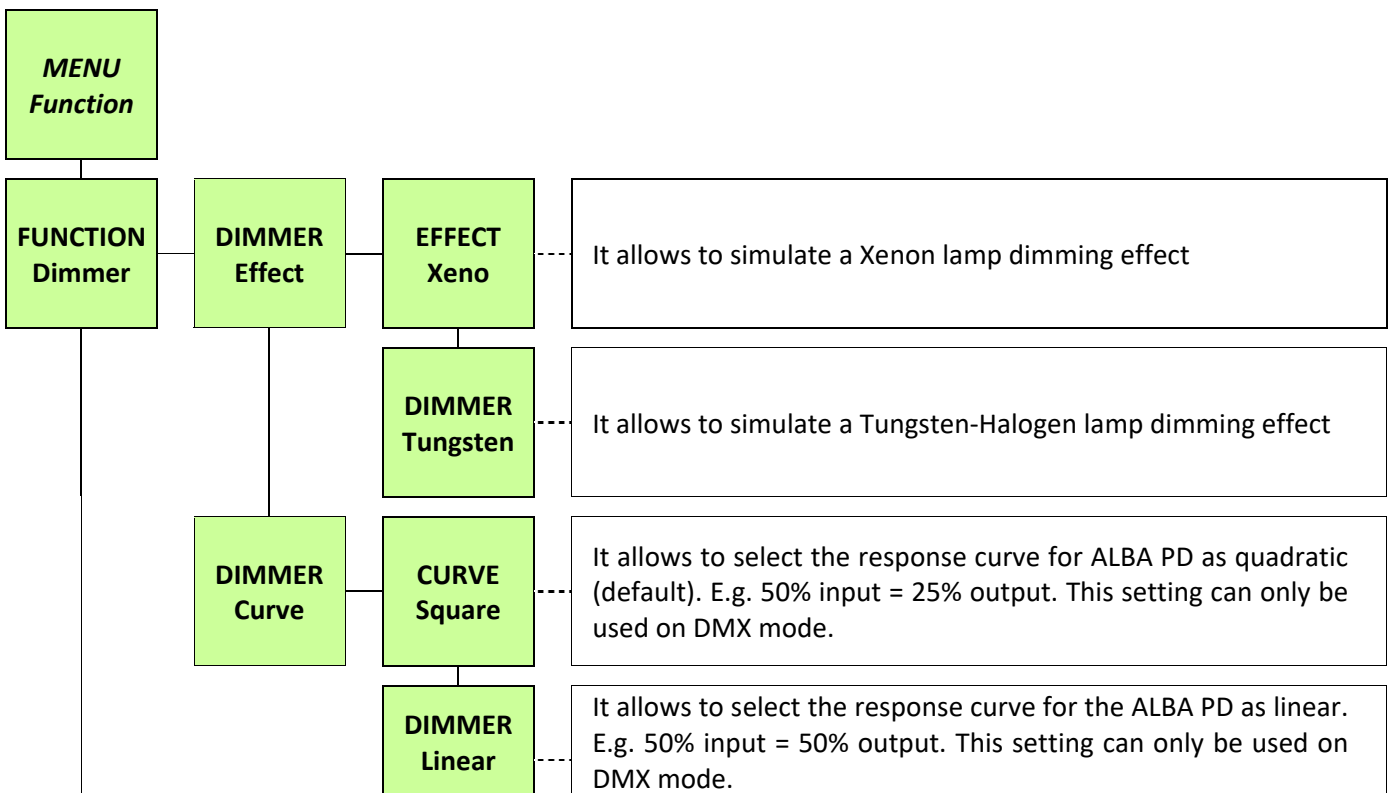 MENU
Function
FUNCTION
Dimmer
DIMMER
Effect
EFFECT
Xeno
It allows to simulate a Xenon lamp dimming effect
DIMMER
Tungsten
It allows to simulate a Tungsten-Halogen lamp dimming effect
DIMMER
Curve
CURVE
Square
It allows to select the response curve for ALBA PD as quadratic
(default). E.g. 50% input = 25% output. This setting can only be
used on DMX mode.
DIMMER
Linear
It allows to select the response curve for the ALBA PD as linear.
E.g. 50% input = 50% output. This setting can only be used on
DMX mode.